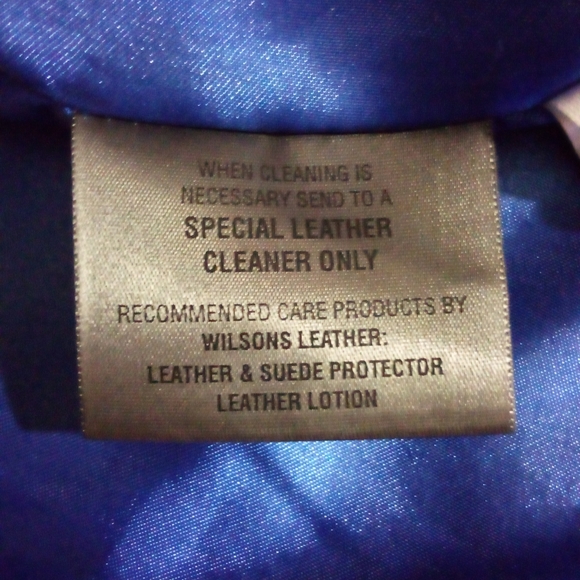 WHEN CLEANING IS
NECESSARY SEND TO A
SPECIAL LEATHER
CLEANER ONLY
RECOMMENDED CARE PRODUCTS BY
WILSONS LEATHER:
LEATHER & SUEDE PROTECTOR
LEATHER LOTION